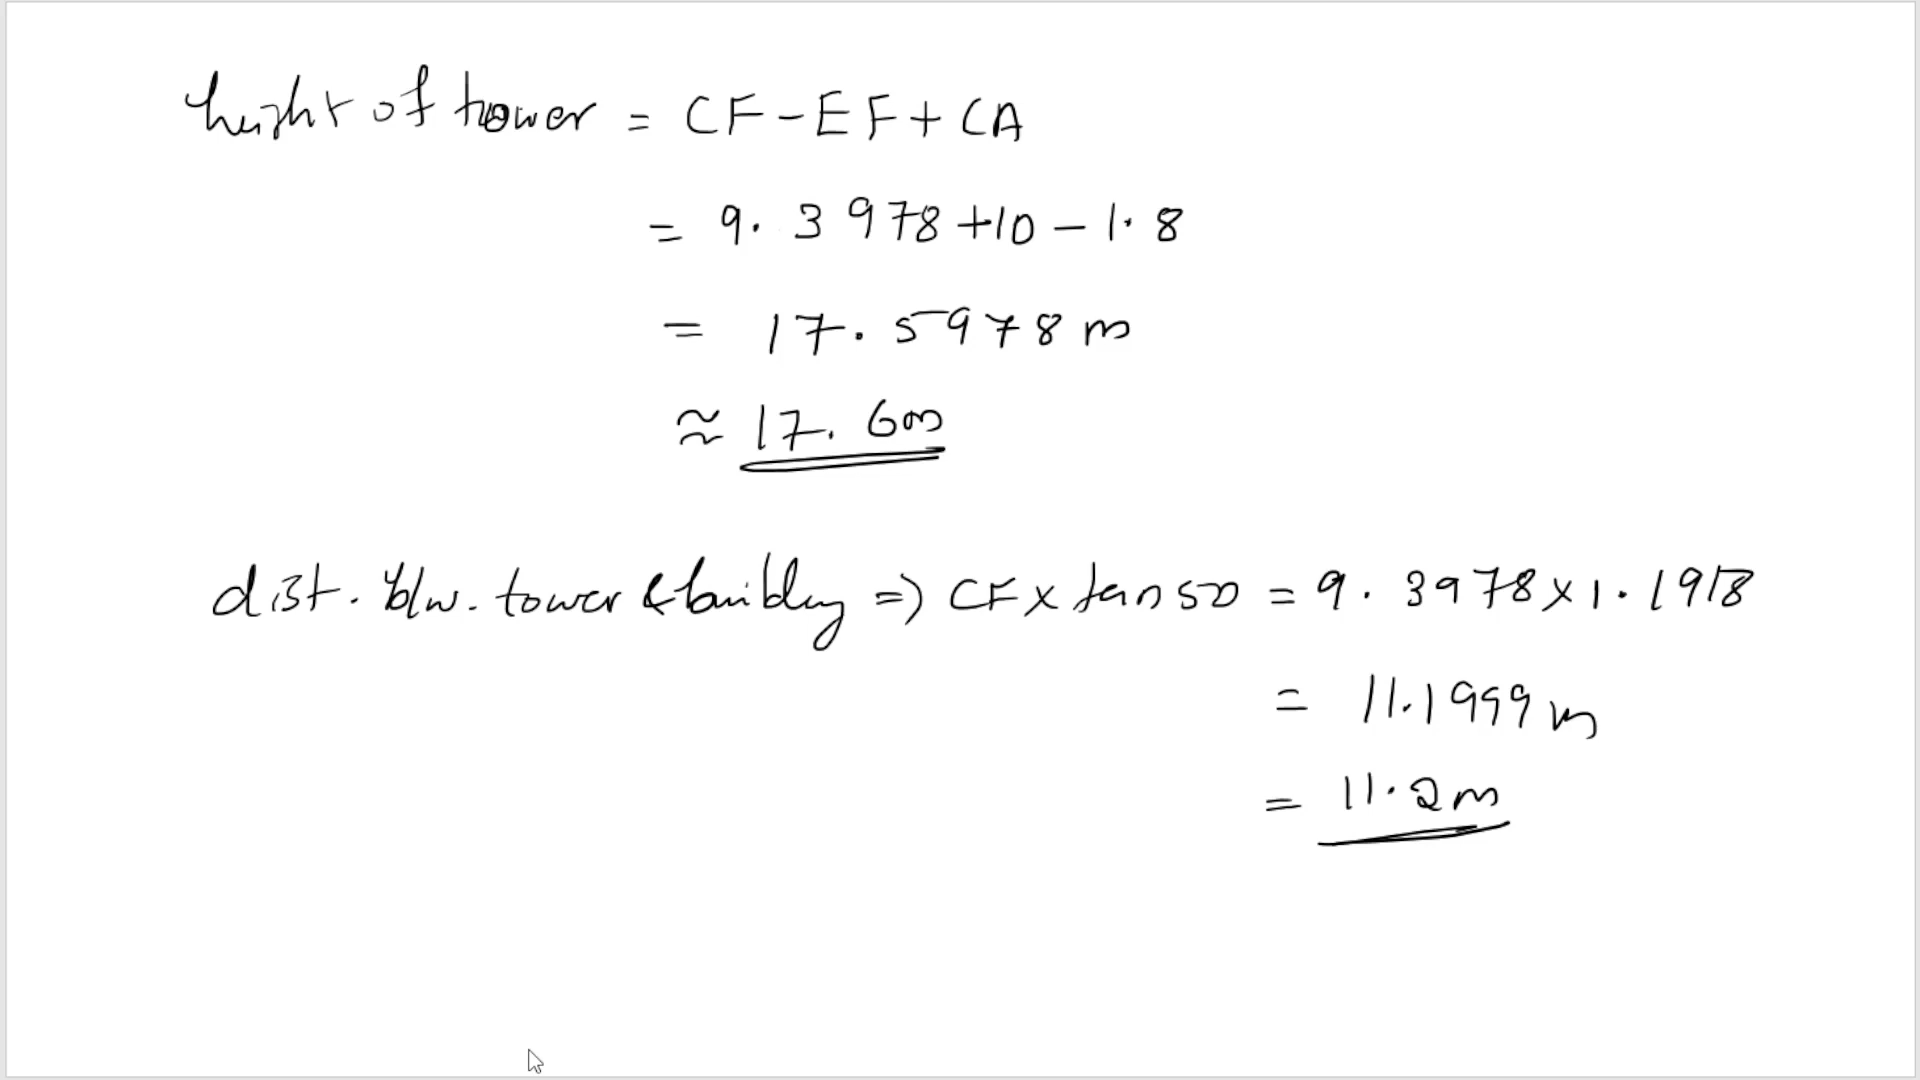 height of tower = CF - EF + CA
= 9.3978 + 10 - 1.8
= 17.5978 m
≈ 17.6m
dist. b/w. tower & building => CF x tan 50 = 9.3978 x 1.1918
= 11.1999 m
= 11.2 m